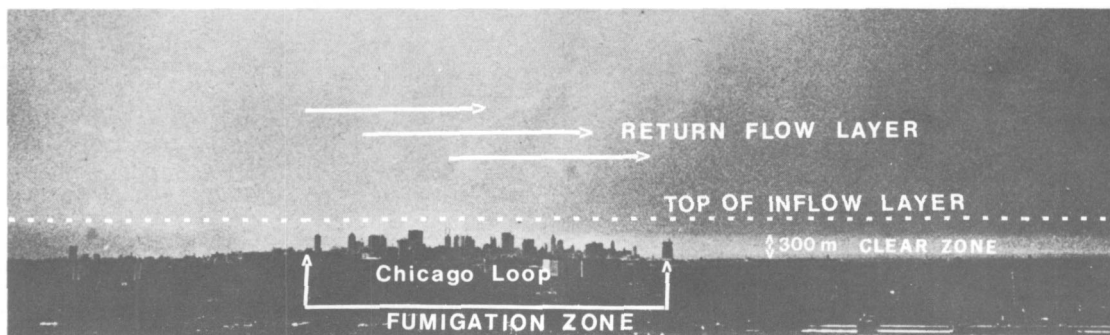 RETURN FLOW LAYER
TOP OF INFLOW LAYER
300 m CLEAR ZONE
Chicago Loop
FUMIGATION ZONE